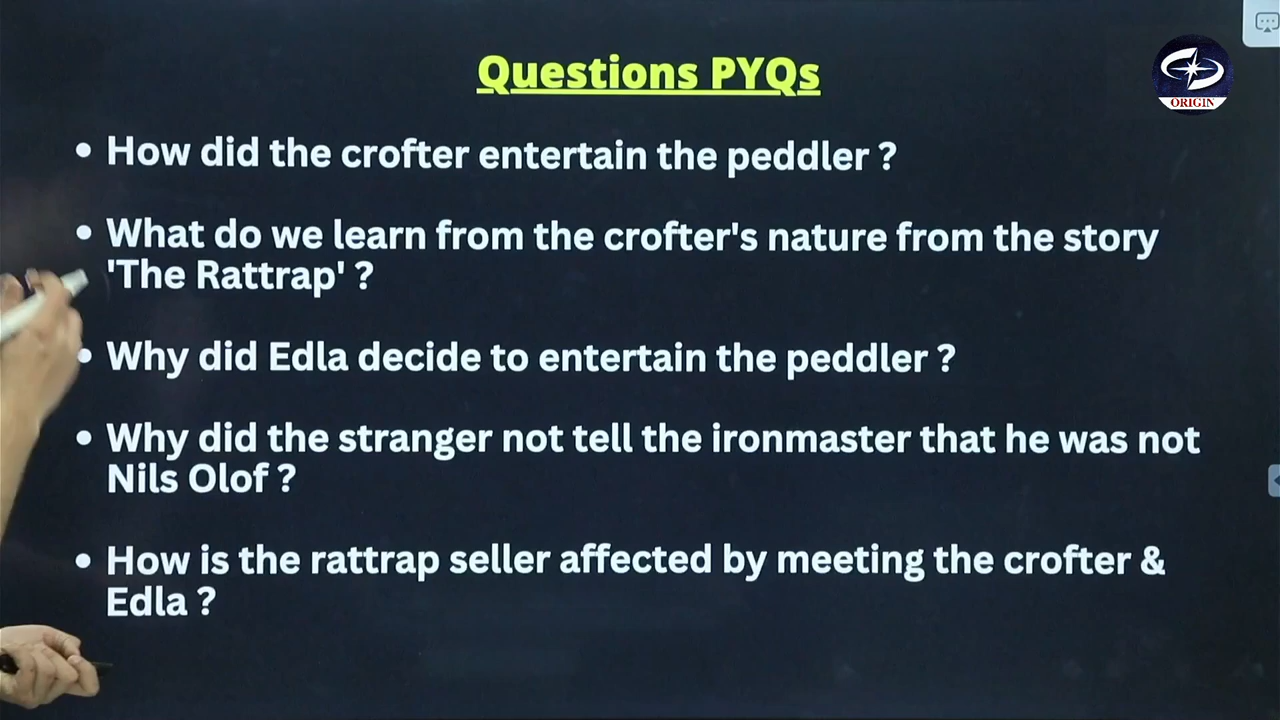 Questions PYQs
ORIGIN
• How did the crofter entertain the peddler ?
• What do we learn from the crofter's nature from the story
'The Rattrap' ?
• Why did Edla decide to entertain the peddler ?
• Why did the stranger not tell the ironmaster that he was not
Nils Olof ?
• How is the rattrap seller affected by meeting the crofter &
Edla ?